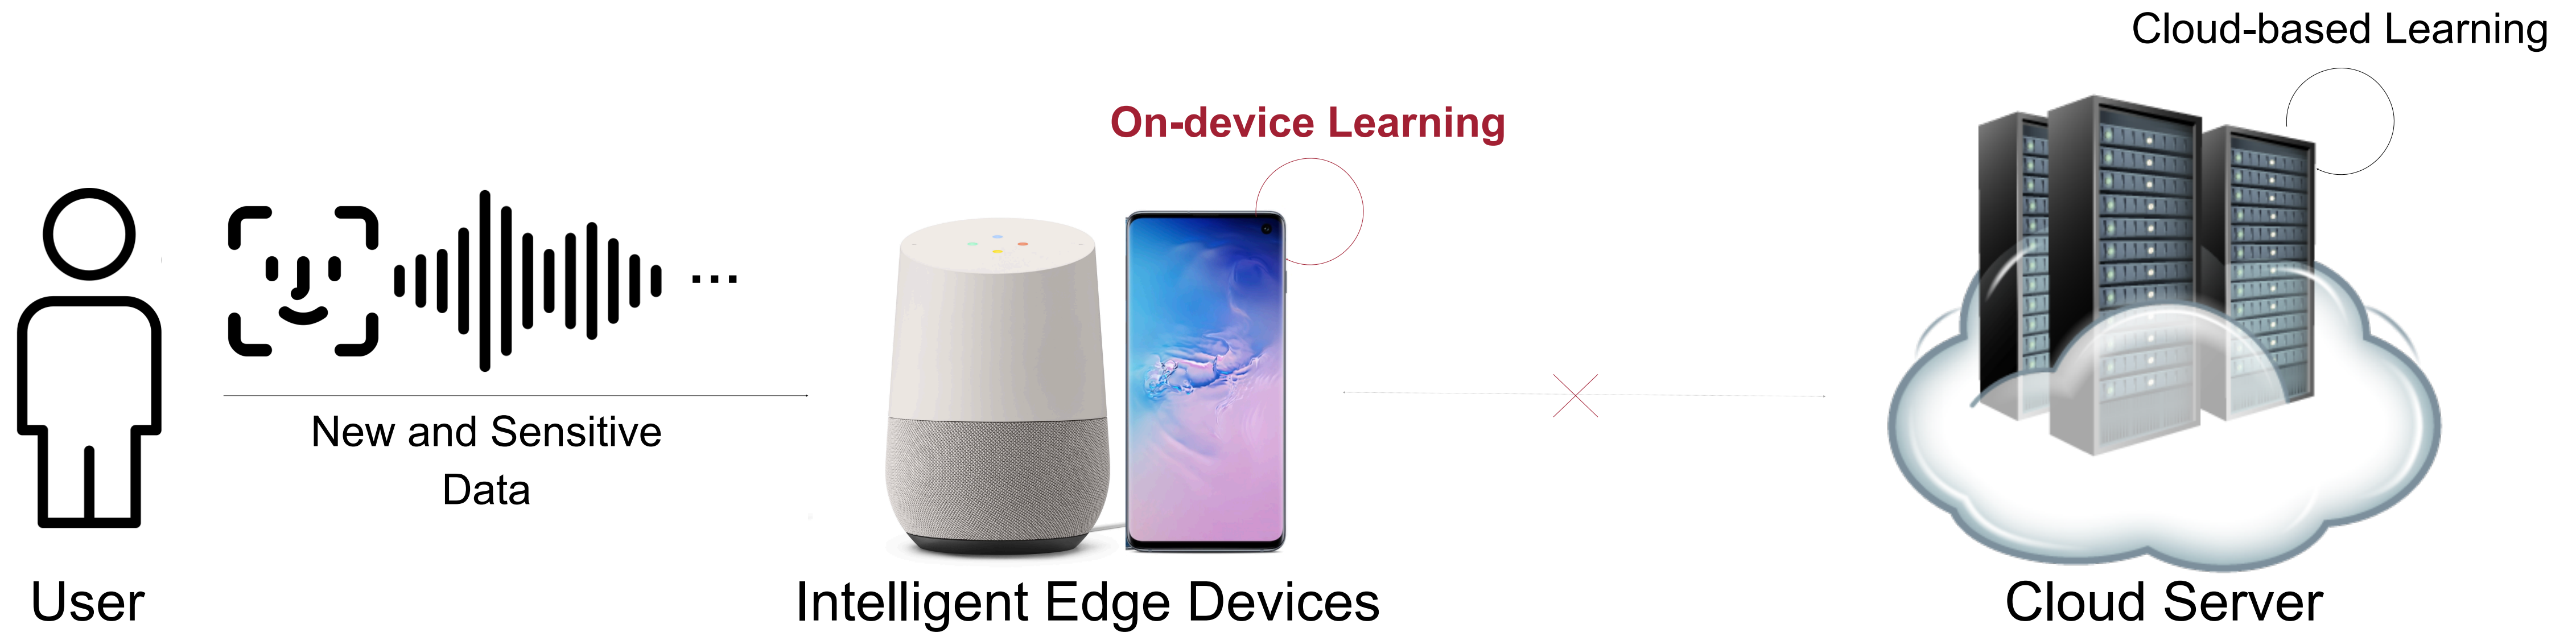 Cloud-based Learning
On-device Learning
...
New and Sensitive
Data
User
Intelligent Edge Devices
Cloud Server